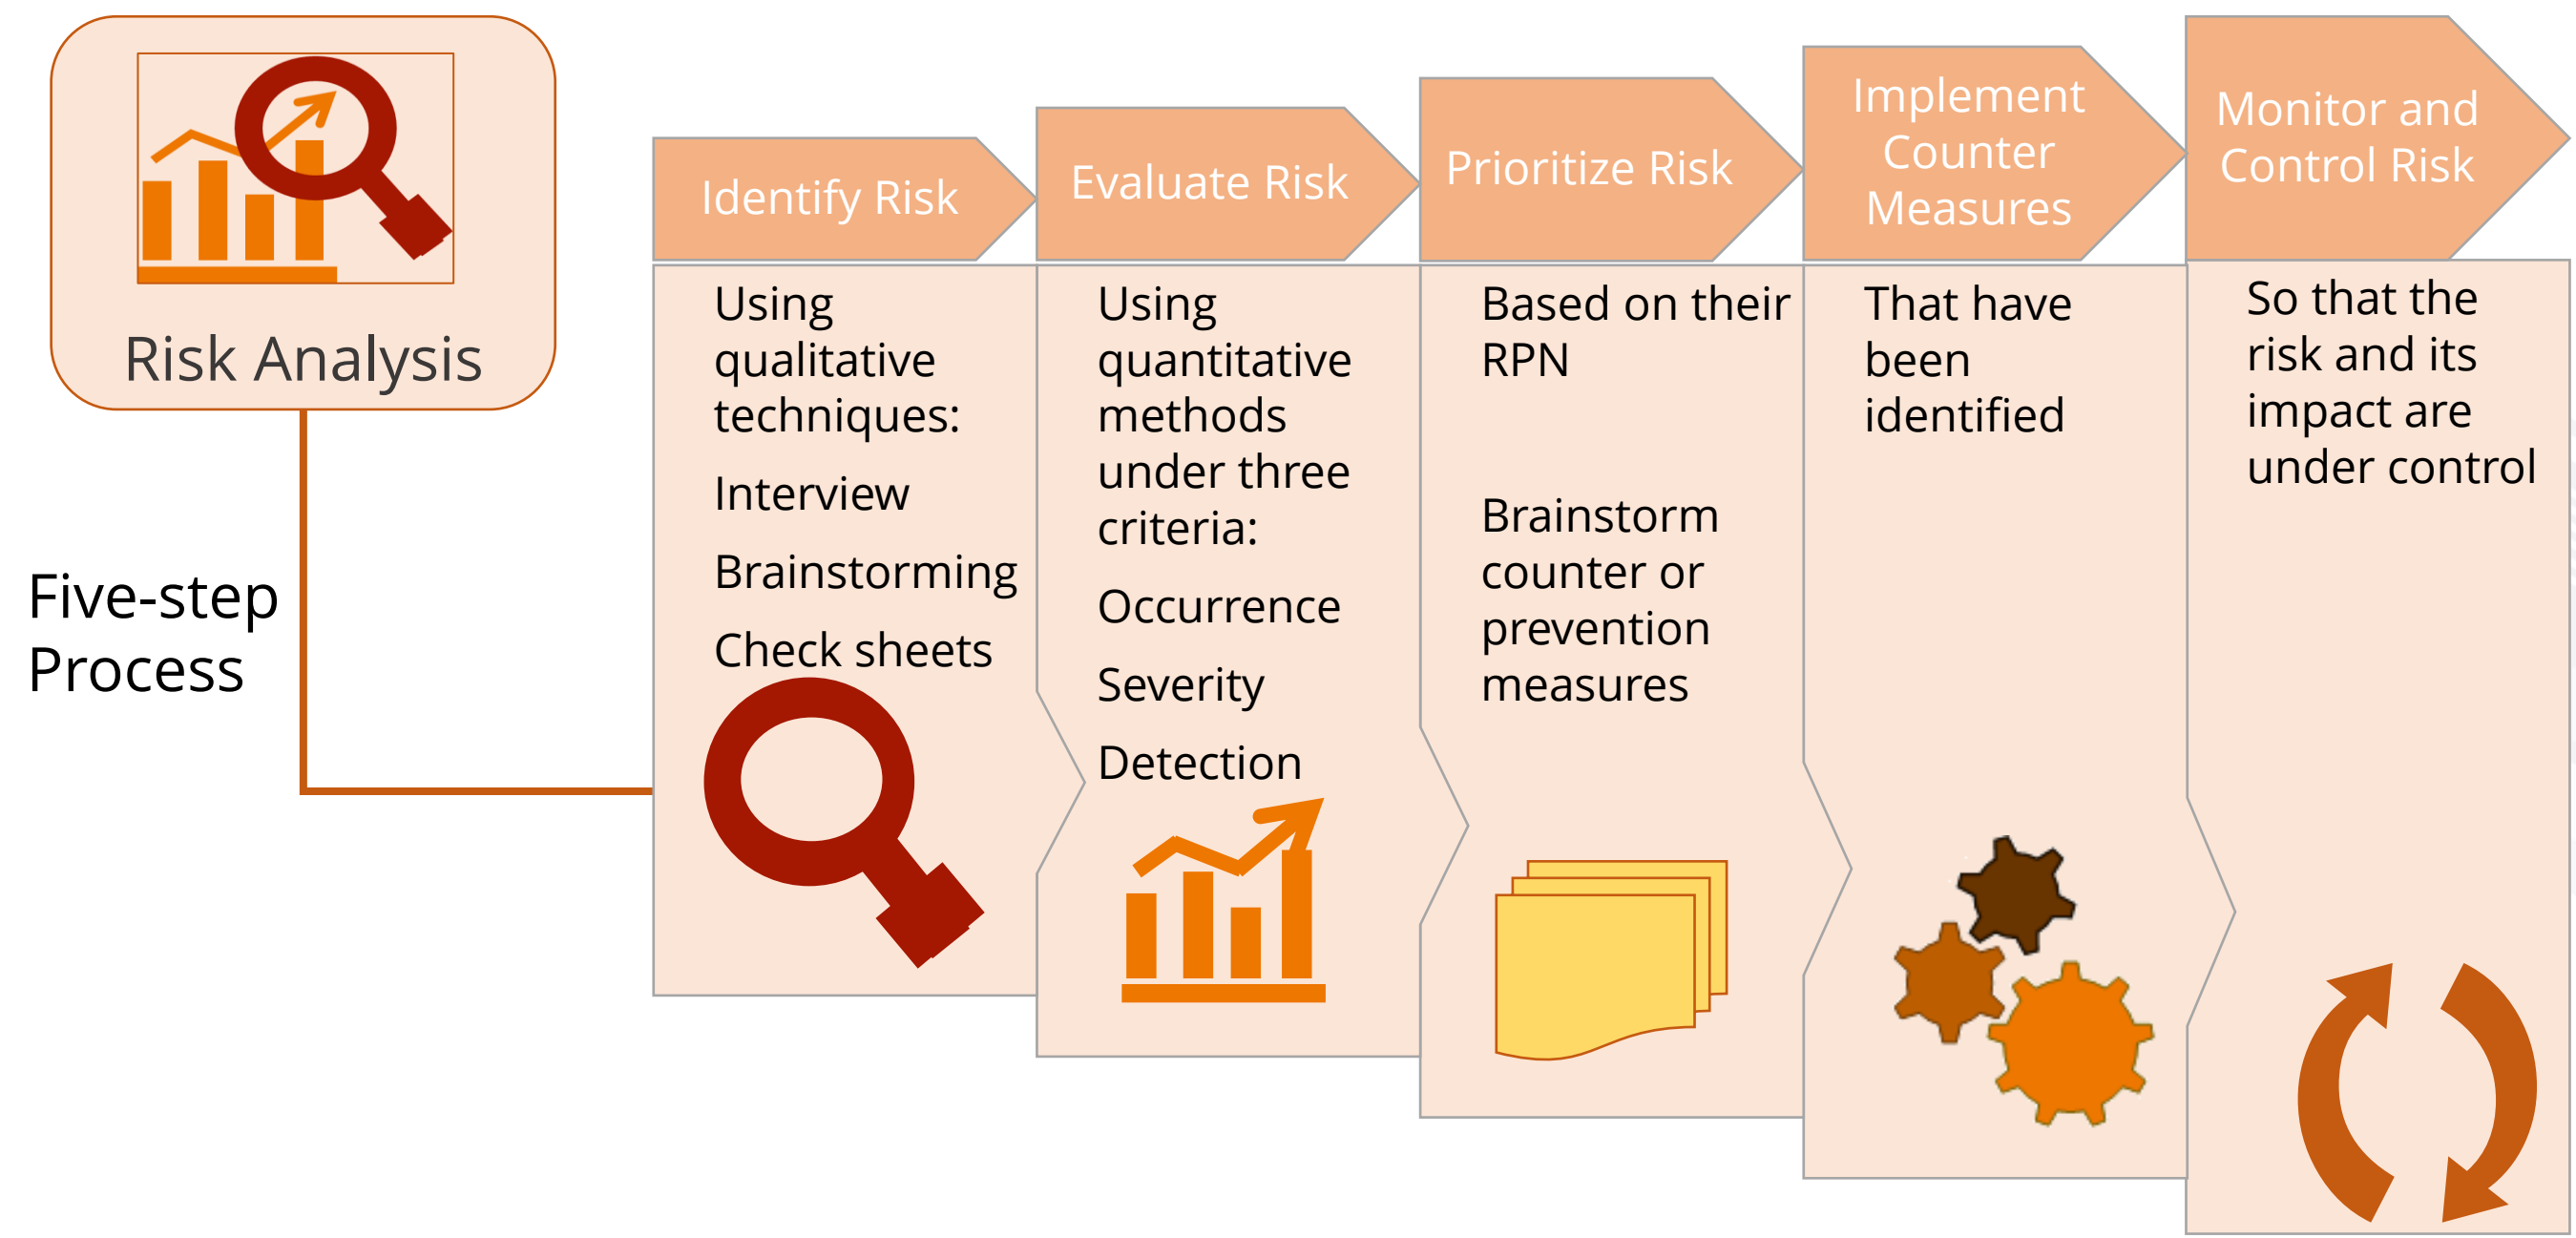 Risk Analysis
Five-step
Process
Identify Risk
Using
qualitative
techniques:
Interview
Brainstorming
Check sheets
Evaluate Risk
Using
quantitative
methods
under three
criteria:
Occurrence
Severity
Detection
Prioritize Risk
Based on their
RPN
Brainstorm
counter or
prevention
measures
Implement
Counter
Measures
That have
been
identified
Monitor and
Control Risk
So that the
risk and its
impact are
under control